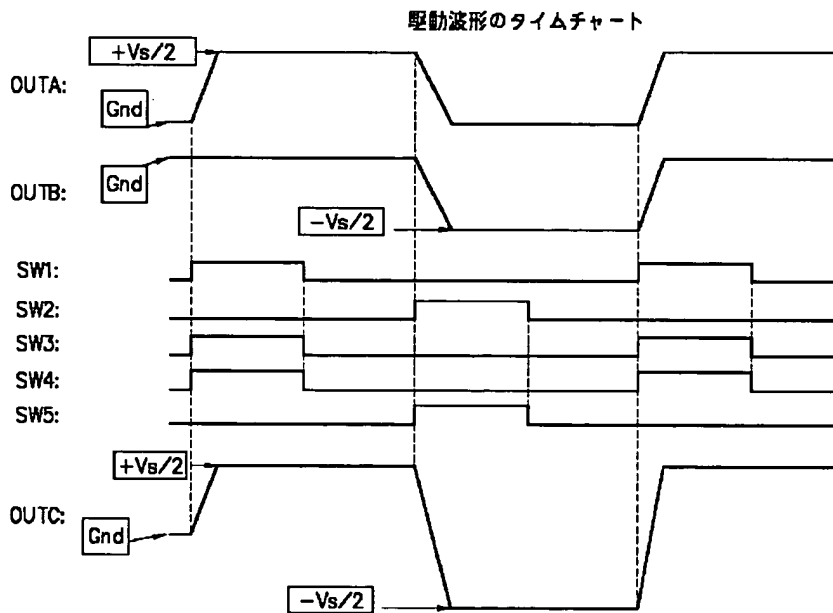 駆動波形のタイムチャート
+Vs/2
OUTA:
Gnd
Gnd
OUTB:
-Vs/2
SW1:
SW2:
SW3:
SW4:
SW5:
+Vs/2
OUTC:
Gnd
-Vs/2